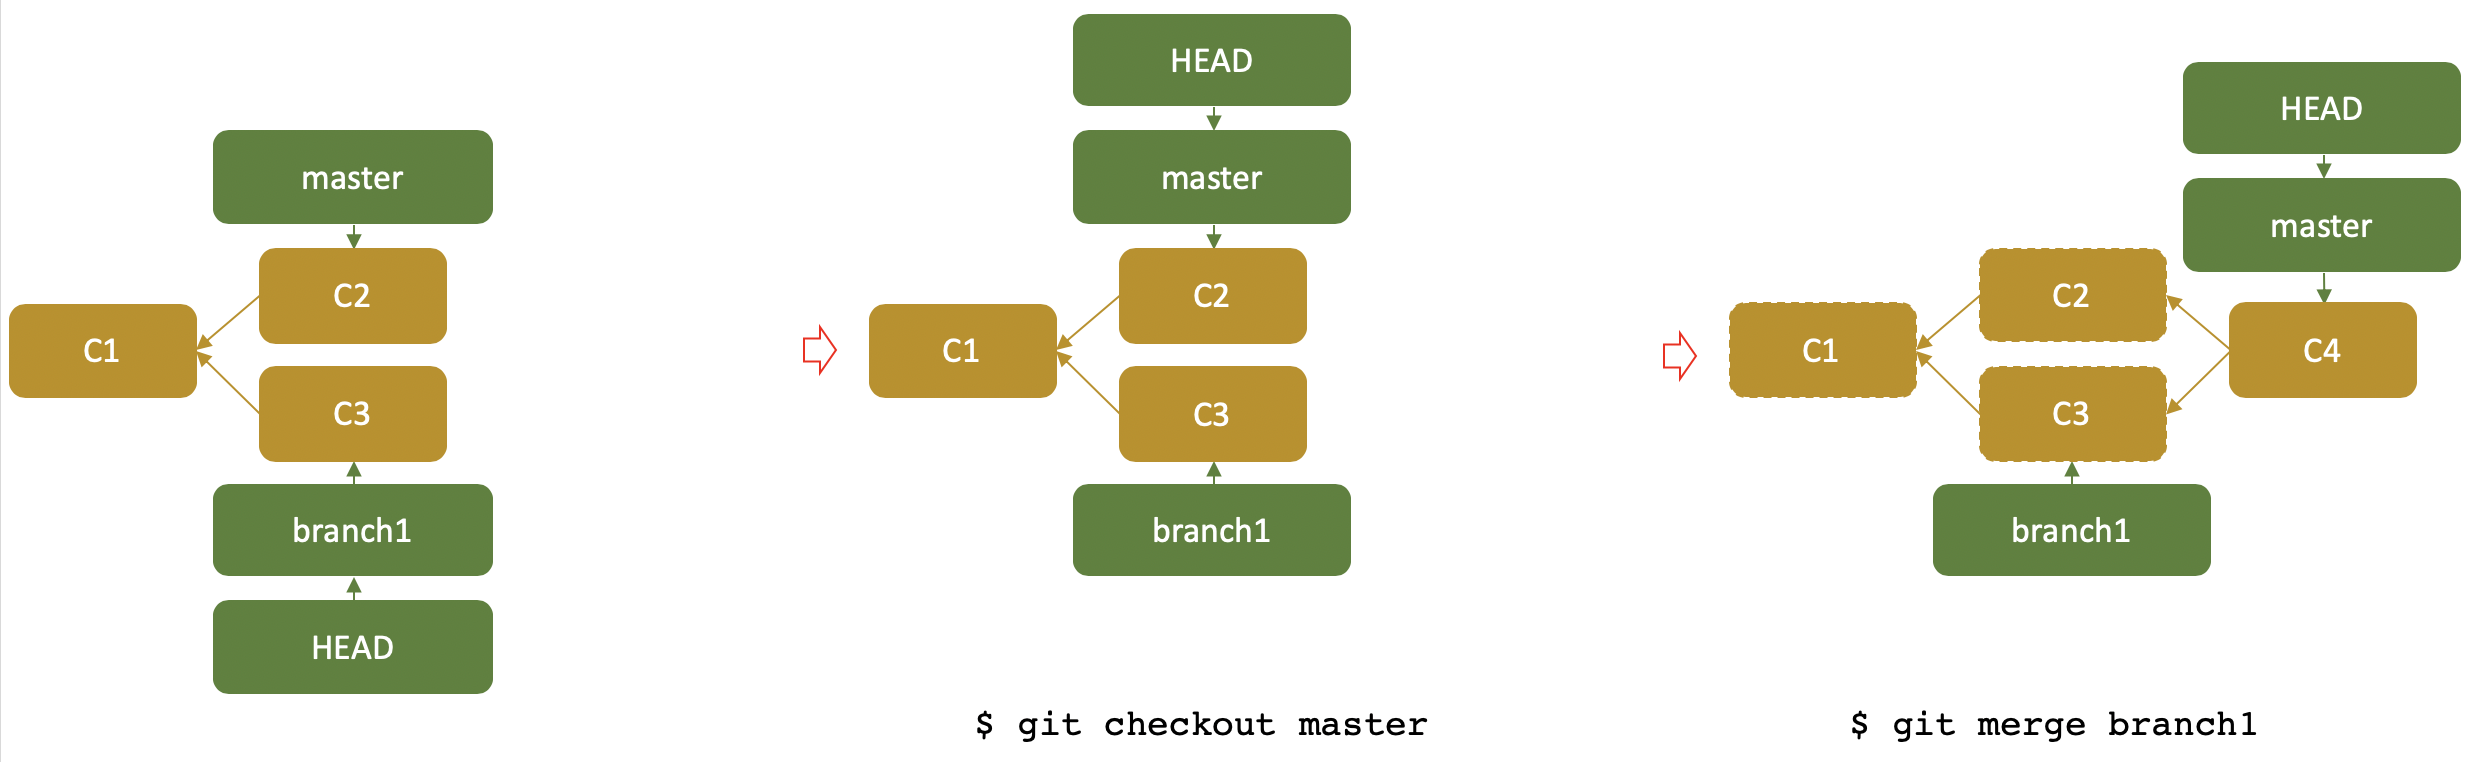 master
C2
C1
C3
branch1
HEAD
HEAD
master
C2
C1
C3
branch1
$ git checkout master
HEAD
master
C2
C1
C4
C3
branch1
$ git merge branch1